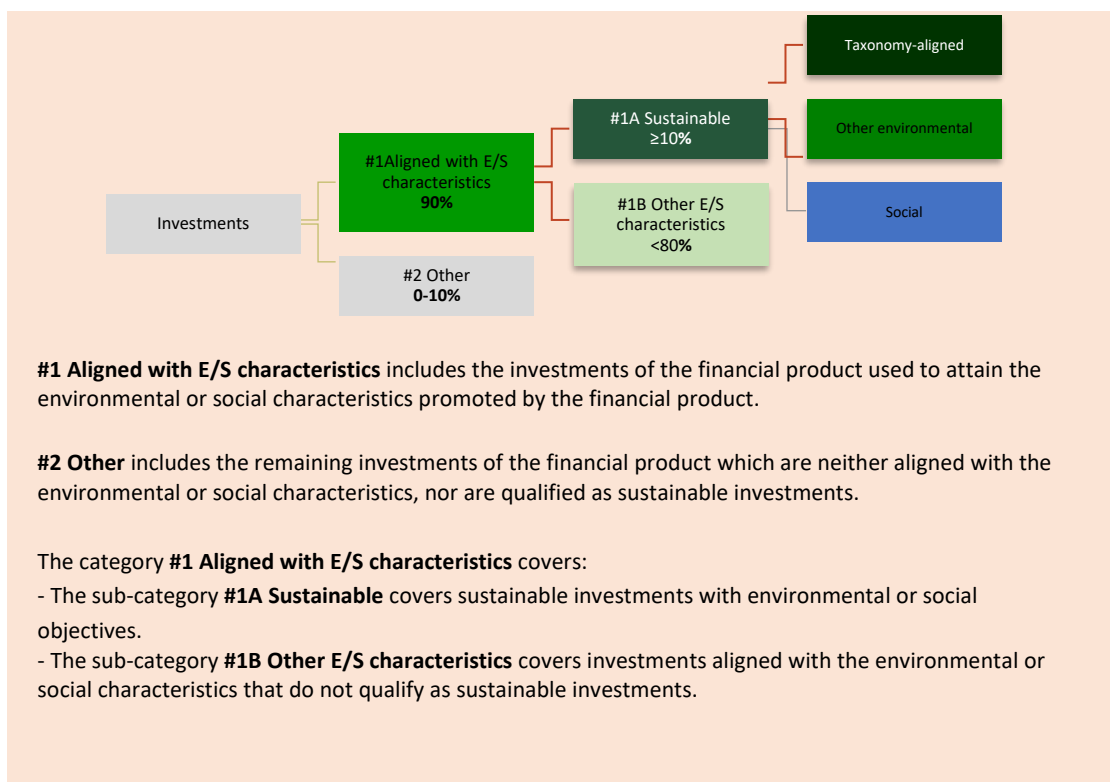 Taxonomy-aligned
#1A Sustainable
≥10%
Other environmental
#1Aligned with E/S
characteristics
90%
#1B Other E/S
characteristics
<80%
Social
Investments
#2 Other
0-10%
#1 Aligned with E/S characteristics includes the investments of the financial product used to attain the
environmental or social characteristics promoted by the financial product.
#2 Other includes the remaining investments of the financial product which are neither aligned with the
environmental or social characteristics, nor are qualified as sustainable investments.
The category #1 Aligned with E/S characteristics covers:
- The sub-category #1A Sustainable covers sustainable investments with environmental or social
objectives.
- The sub-category #1B Other E/S characteristics covers investments aligned with the environmental or
social characteristics that do not qualify as sustainable investments.